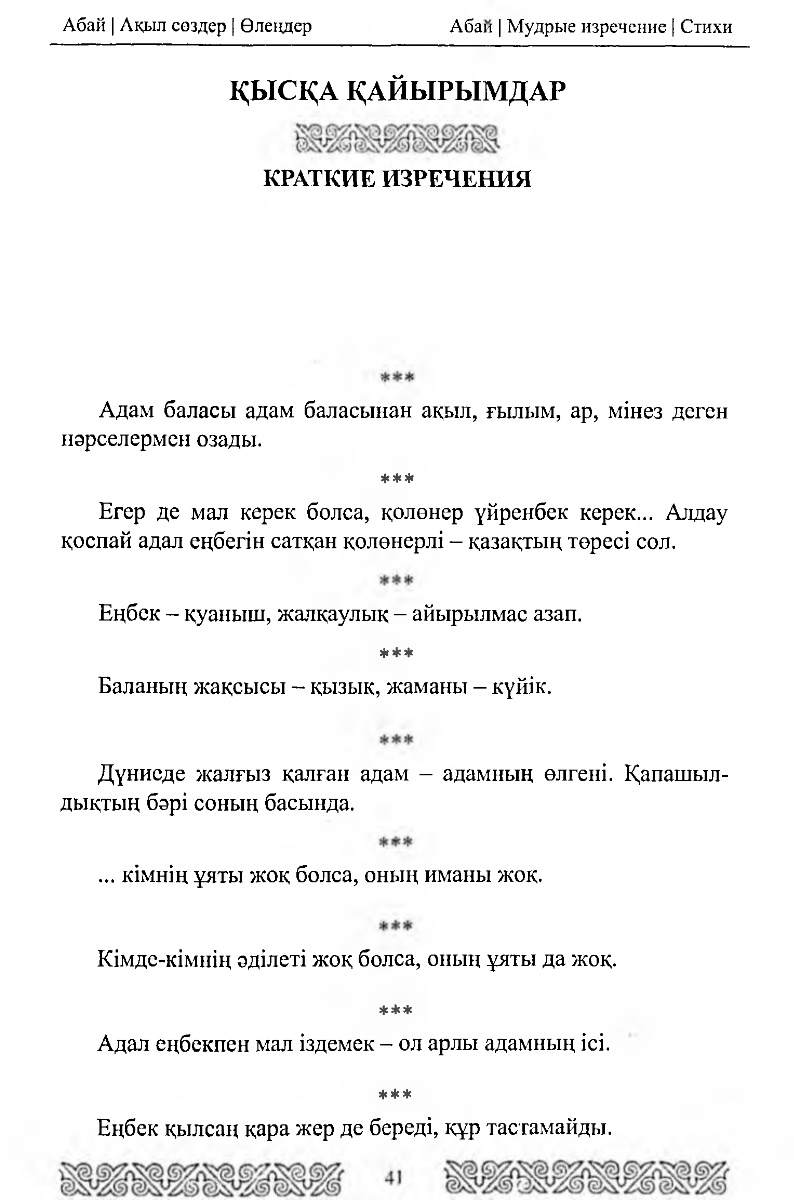 Абай | Ақыл сөздер | Өлеңдер Абай | Мудрые изречение | Стихи
ҚЫСҚА ҚАЙЫРЫМДАР
КРАТКИЕ ИЗРЕЧЕНИЯ
***
Адам баласы адам баласынан ақыл, ғылым, ар, мінез деген
нәрселермен озады.
***
Егер де мал керек болса, қолөнер үйренбек керек... Алдау
қоспай адал еңбегін сатқан қолөнерлі – қазақтың төресі сол.
***
Еңбек – қуаныш, жалқаулық – айырылмас азап.
***
Баланың жақсысы – қызық, жаманы – күйік.
***
Дүниеде жалғыз қалған адам – адамның өлгені. Қапашыл-
дықтың бәрі соның басында.
***
... кімнің ұяты жоқ болса, оның иманы жоқ.
***
Кімде-кімнің әділеті жоқ болса, оның ұяты да жоқ.
***
Адал еңбекпен мал іздемек – ол арлы адамның ісі.
***
Еңбек қылсаң қара жер де береді, құр тастамайды.
41